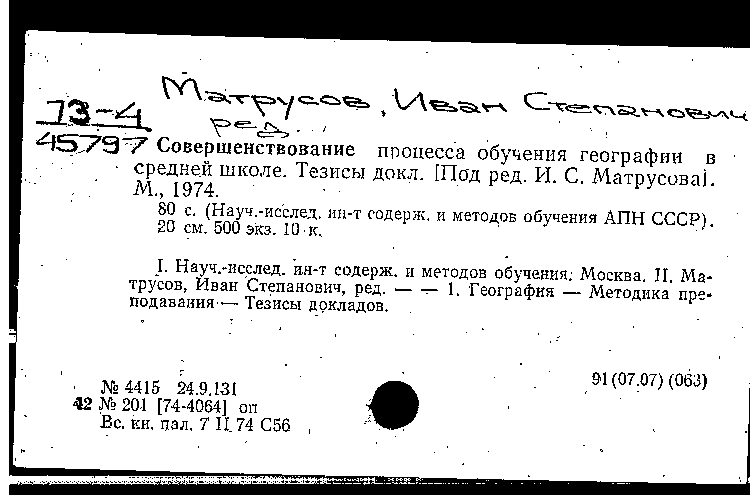 Матрусов, Иван Степанович
73-4
ред.
45797
Совершенствование процесса обучения географии в
средней школе. Тезисы докл. [Под ред. И. С. Матрусова].
М., 1974.
80 с. (Науч.-исслед. ин-т содерж. и методов обучения АПН СССР).
20 см. 500 экз. 10 к.
I. Науч.-исслед. ин-т содерж. и методов обучения. Москва. II. Ма-
трусов, Иван Степанович, ред. — — 1. География — Методика пре-
подавания — Тезисы докладов.
91(07.07) (063)
№ 4415 24.9.131
42 № 201 [74-4064] оп
Вс. кн. пал. 7 II 74 С56